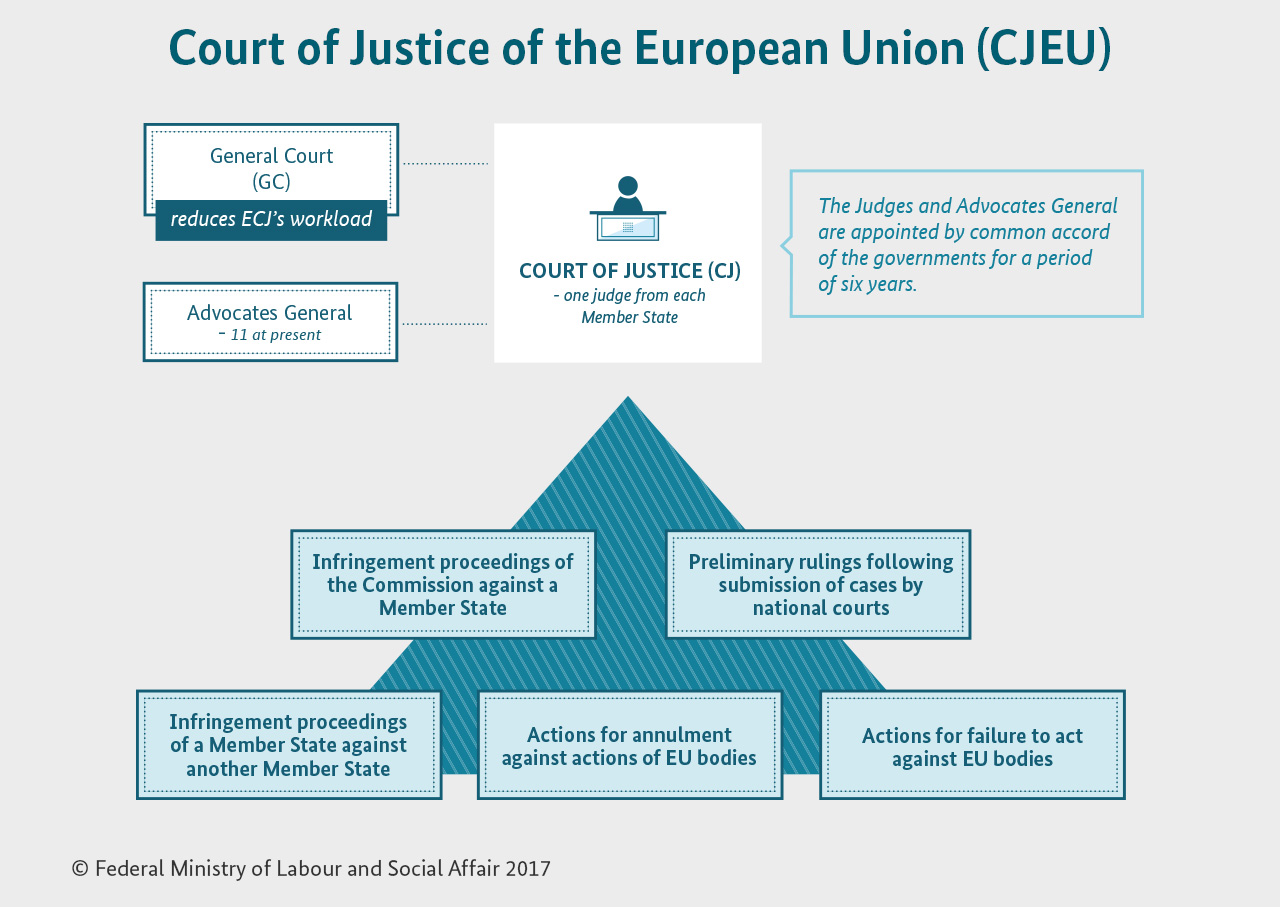 Court of Justice of the European Union (CJEU)
General Court
(GC)
reduces ECJ's workload
Advocates General
– 11 at present
COURT OF JUSTICE (CJ)
- one judge from each
Member State
The Judges and Advocates General
are appointed by common accord
of the governments for a period
of six years.
Infringement proceedings of
the Commission against a
Member State
Preliminary rulings following
submission of cases by
national courts
Infringement proceedings
of a Member State against
another Member State
Actions for annulment
against actions of EU bodies
Actions for failure to act
against EU bodies
© Federal Ministry of Labour and Social Affair 2017